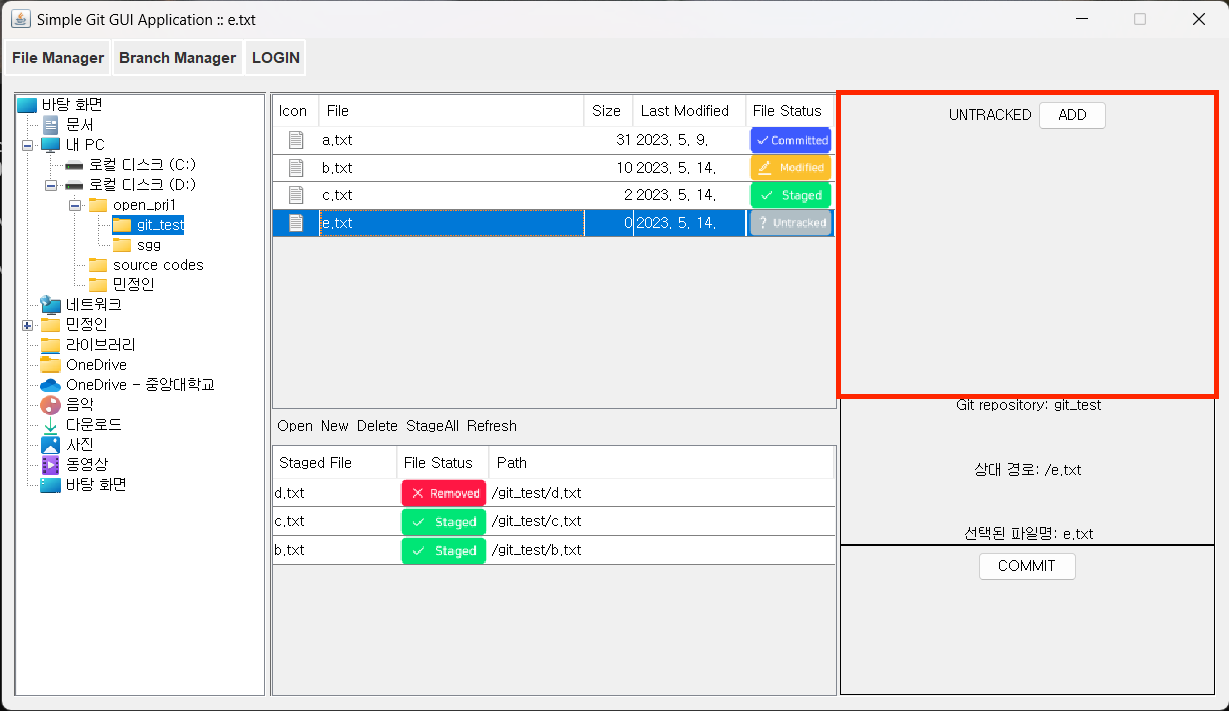 Simple Git GUI Application :: e.txt
File Manager Branch Manager LOGIN
바탕 화면
문서
내 PC
로컬 디스크 (C:)
로컬 디스크 (D:)
open_prj1
git_test
sgg
source codes
민정인
네트워크
민정인
라이브러리
OneDrive
OneDrive - 중앙대학교
음악
다운로드
사진
동영상
바탕 화면
Icon File Size Last Modified File Status
a.txt 31 2023. 5. 9. Committed
b.txt 10 2023. 5. 14. Modified
c.txt 2 2023. 5. 14. Staged
e.txt 0 2023. 5. 14. ? Untracked
Open New Delete StageAll Refresh
Staged File File Status Path
d.txt Removed /git_test/d.txt
c.txt Staged /git_test/c.txt
b.txt Staged /git_test/b.txt
UNTRACKED ADD
Git repository: git_test
상대 경로: /e.txt
선택된 파일명: e.txt
COMMIT